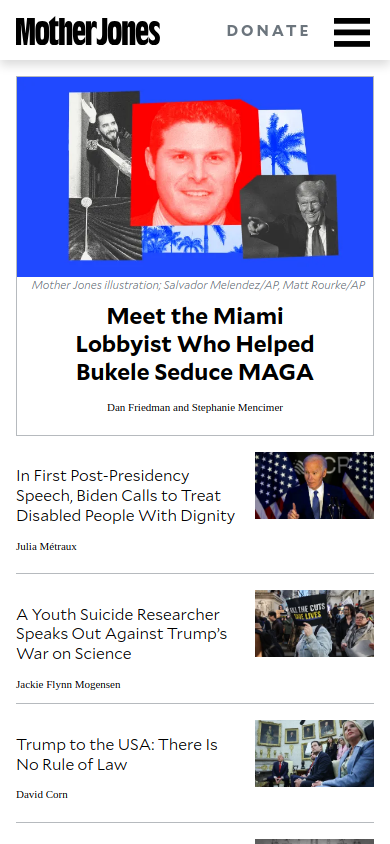 Mother Jones
DONATE
Mother Jones illustration; Salvador Melendez/AP, Matt Rourke/AP
Meet the Miami
Lobbyist Who Helped
Bukele Seduce MAGA
Dan Friedman and Stephanie Mencimer
In First Post-Presidency
Speech, Biden Calls to Treat
Disabled People With Dignity
Julia Métraux
A Youth Suicide Researcher
Speaks Out Against Trump’s
War on Science
Jackie Flynn Mogensen
Trump to the USA: There Is
No Rule of Law
David Corn